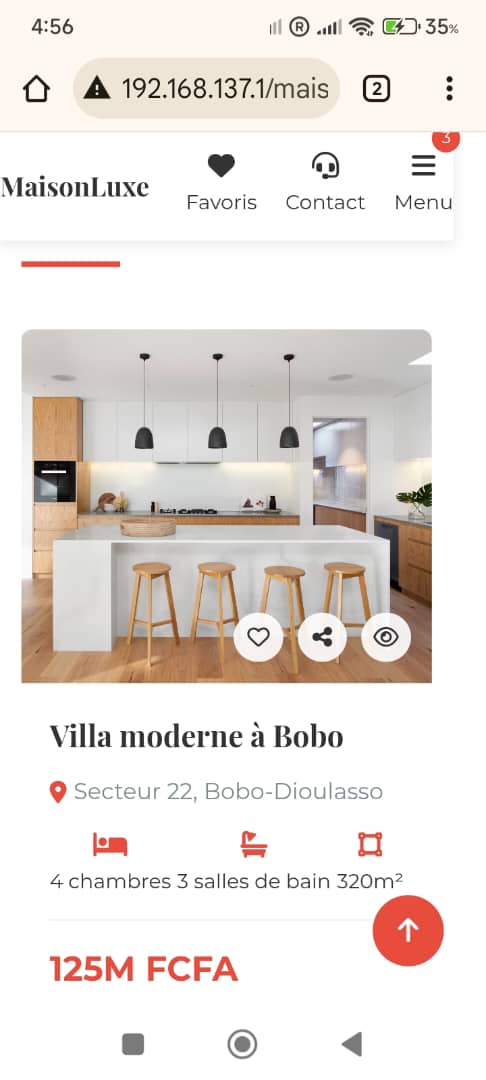 4:56
R
35%
192.168.137.1/mais
2
3
MaisonLuxe
Favoris
Contact
Menu
Villa moderne à Bobo
Secteur 22, Bobo-Dioulasso
4 chambres 3 salles de bain 320m²
125M FCFA